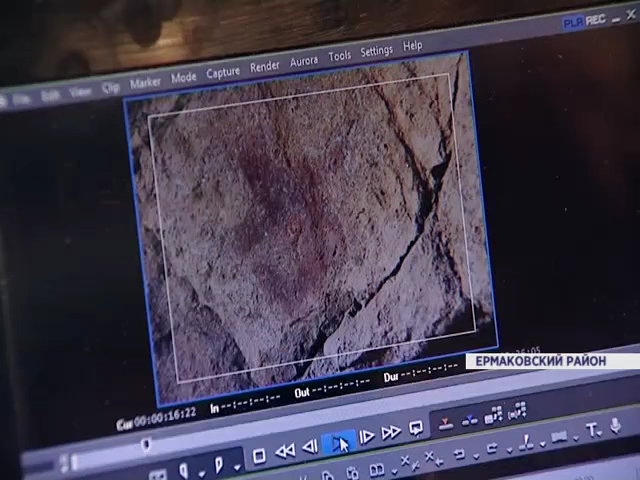 PLR REC
File Edit View Clip Marker Mode Capture Render Aurora Tools Settings Help
ЕРМАКОВСКИЙ РАЙОН
Cur 00:00:16:22 In --:--:--:-- Out --:--:--:-- Dur --:--:--:--
T